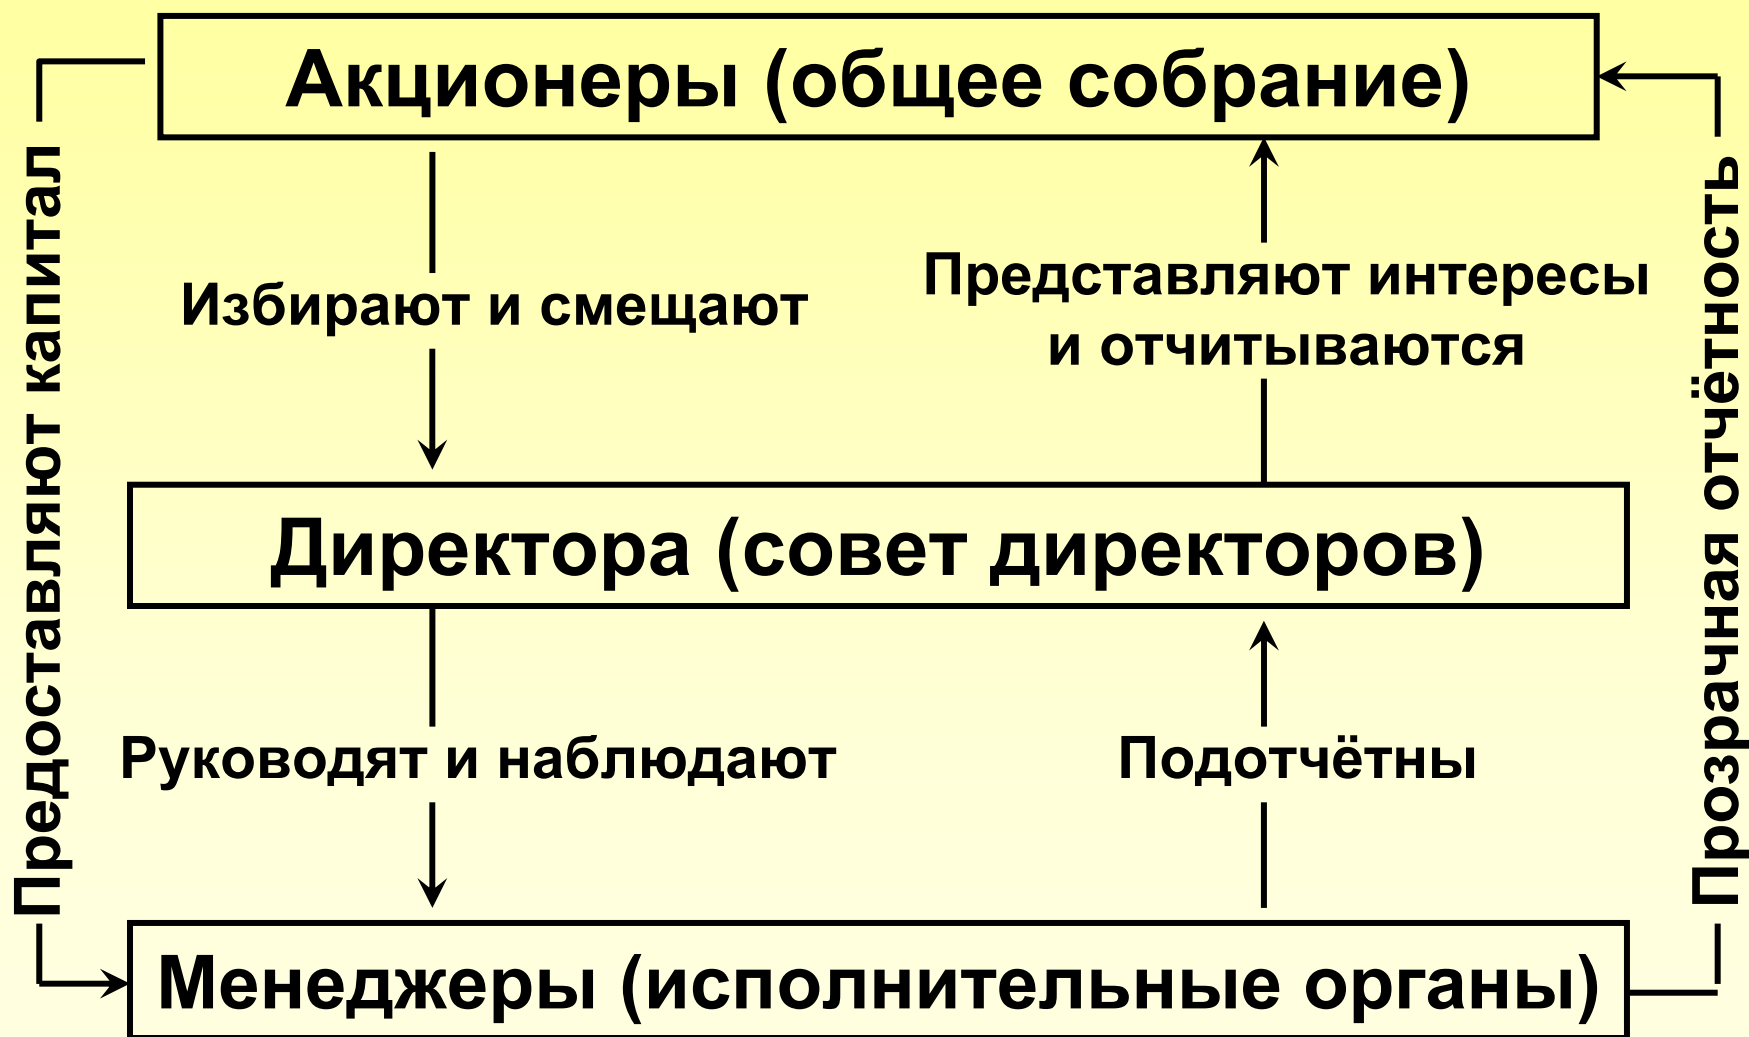 Акционеры (общее собрание)
Предоставляют капитал
Избирают и смещают
Представляют интересы
и отчитываются
Прозрачная отчётность
Директора (совет директоров)
Руководят и наблюдают
Подотчётны
Менеджеры (исполнительные органы)